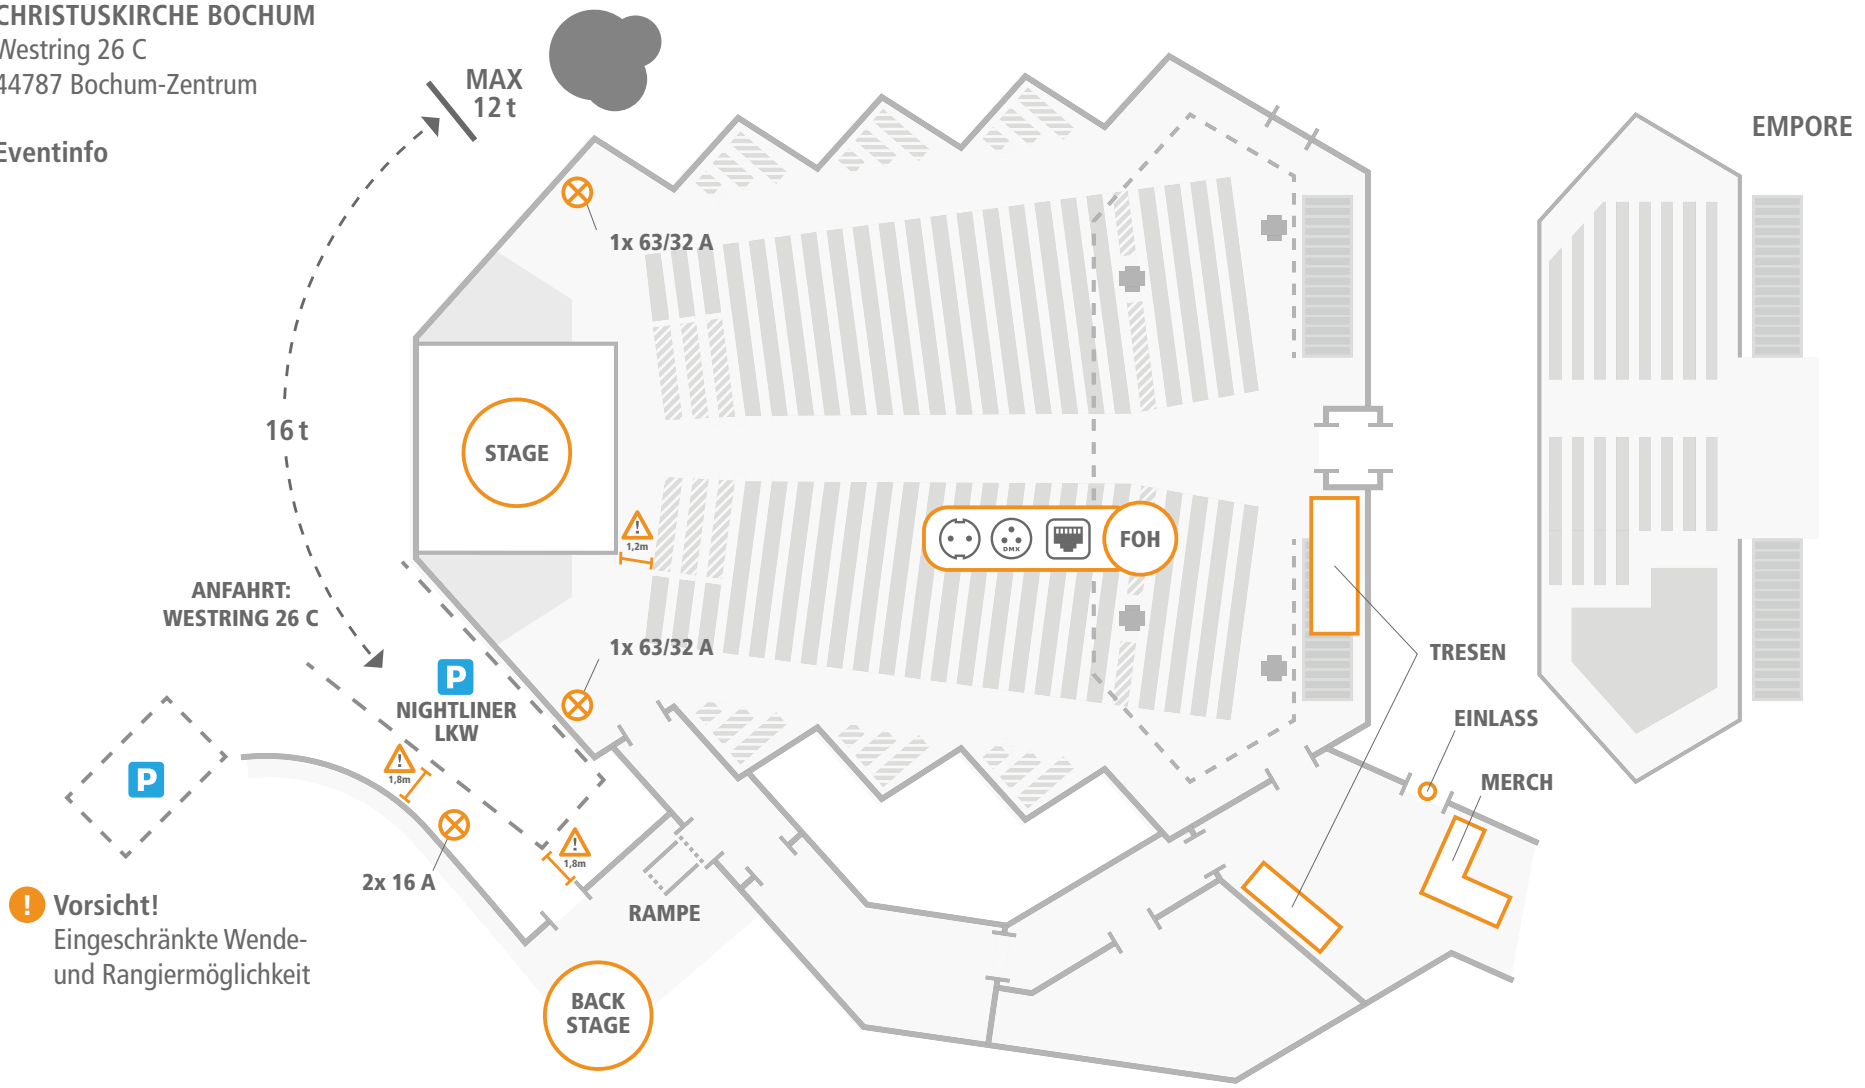 CHRISTUSKIRCHE BOCHUM
Westring 26 C
44787 Bochum-Zentrum
Eventinfo
MAX
12 t
EMPORE
1x 63/32 A
16 t
STAGE
!
1,2m
DMX
FOH
ANFAHRT:
WESTRING 26 C
1x 63/32 A
TRESEN
P
NIGHTLINER
LKW
EINLASS
P
!
1,8m
MERCH
!
1,8m
2x 16 A
! Vorsicht!
Eingeschränkte Wende-
und Rangiermöglichkeit
RAMPE
BACK
STAGE